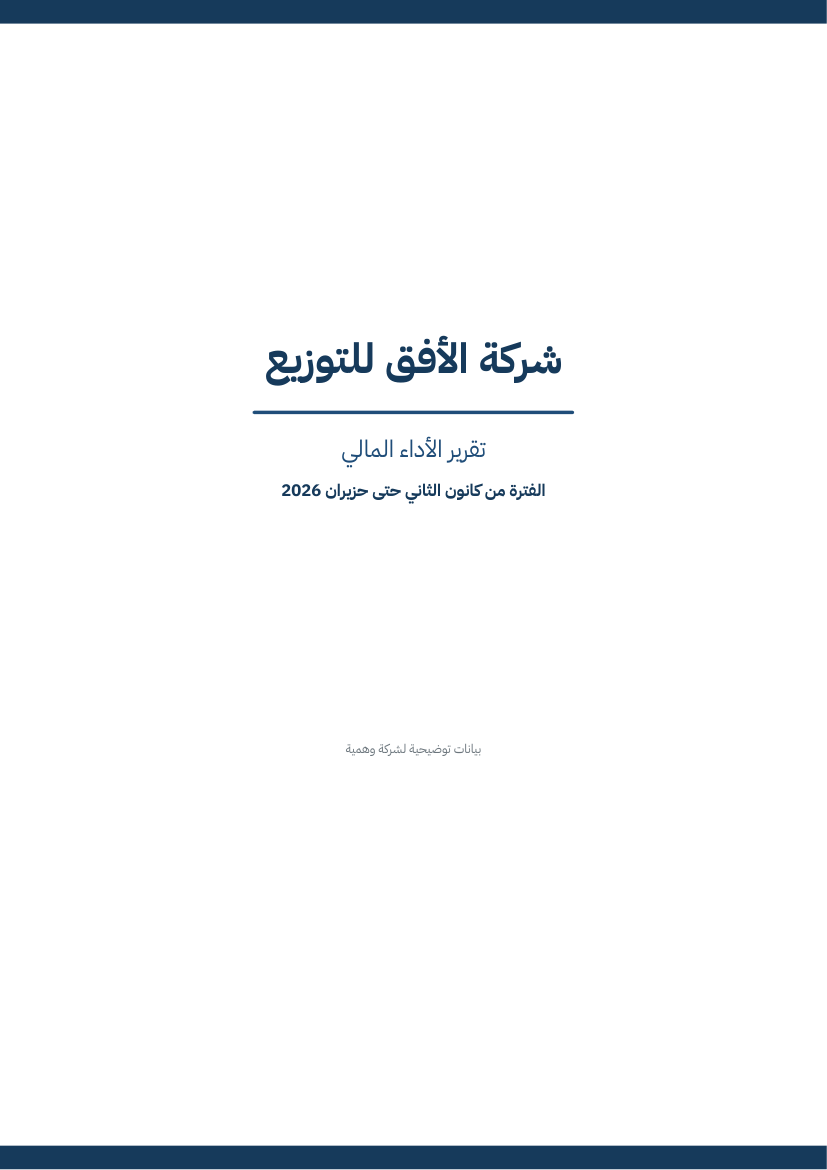 شركة الأفق للتوزيع
تقرير الأداء المالي
الفترة من كانون الثاني حتى حزيران 2026
بيانات توضيحية لشركة وهمية